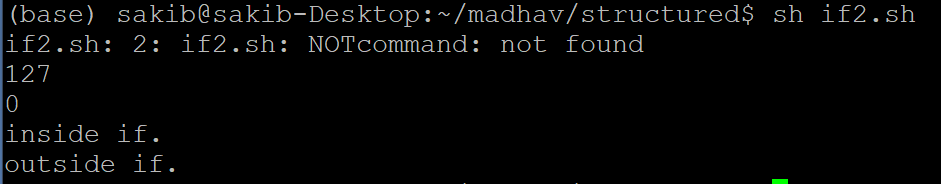 (base) sakib@sakib-Desktop:~/madhav/structured$ sh if2.sh
if2.sh: 2: if2.sh: NOTcommand: not found
127
0
inside if.
outside if.